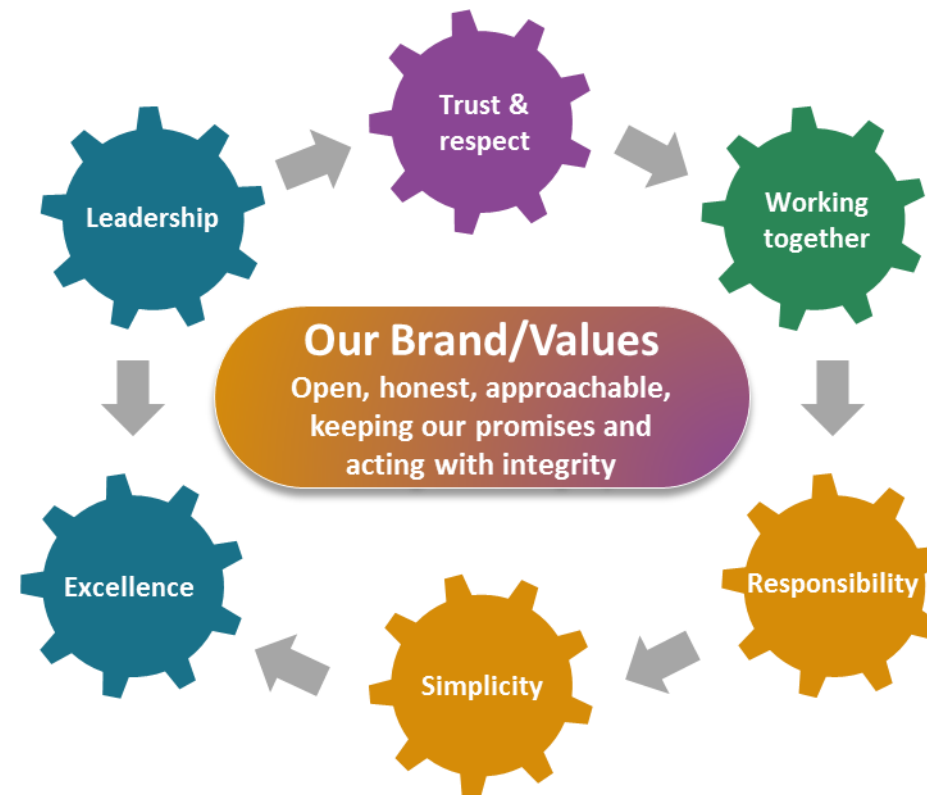 Trust &
respect
Leadership
Working
together
Our Brand/Values
Open, honest, approachable,
keeping our promises and
acting with integrity
Excellence
Responsibility
Simplicity